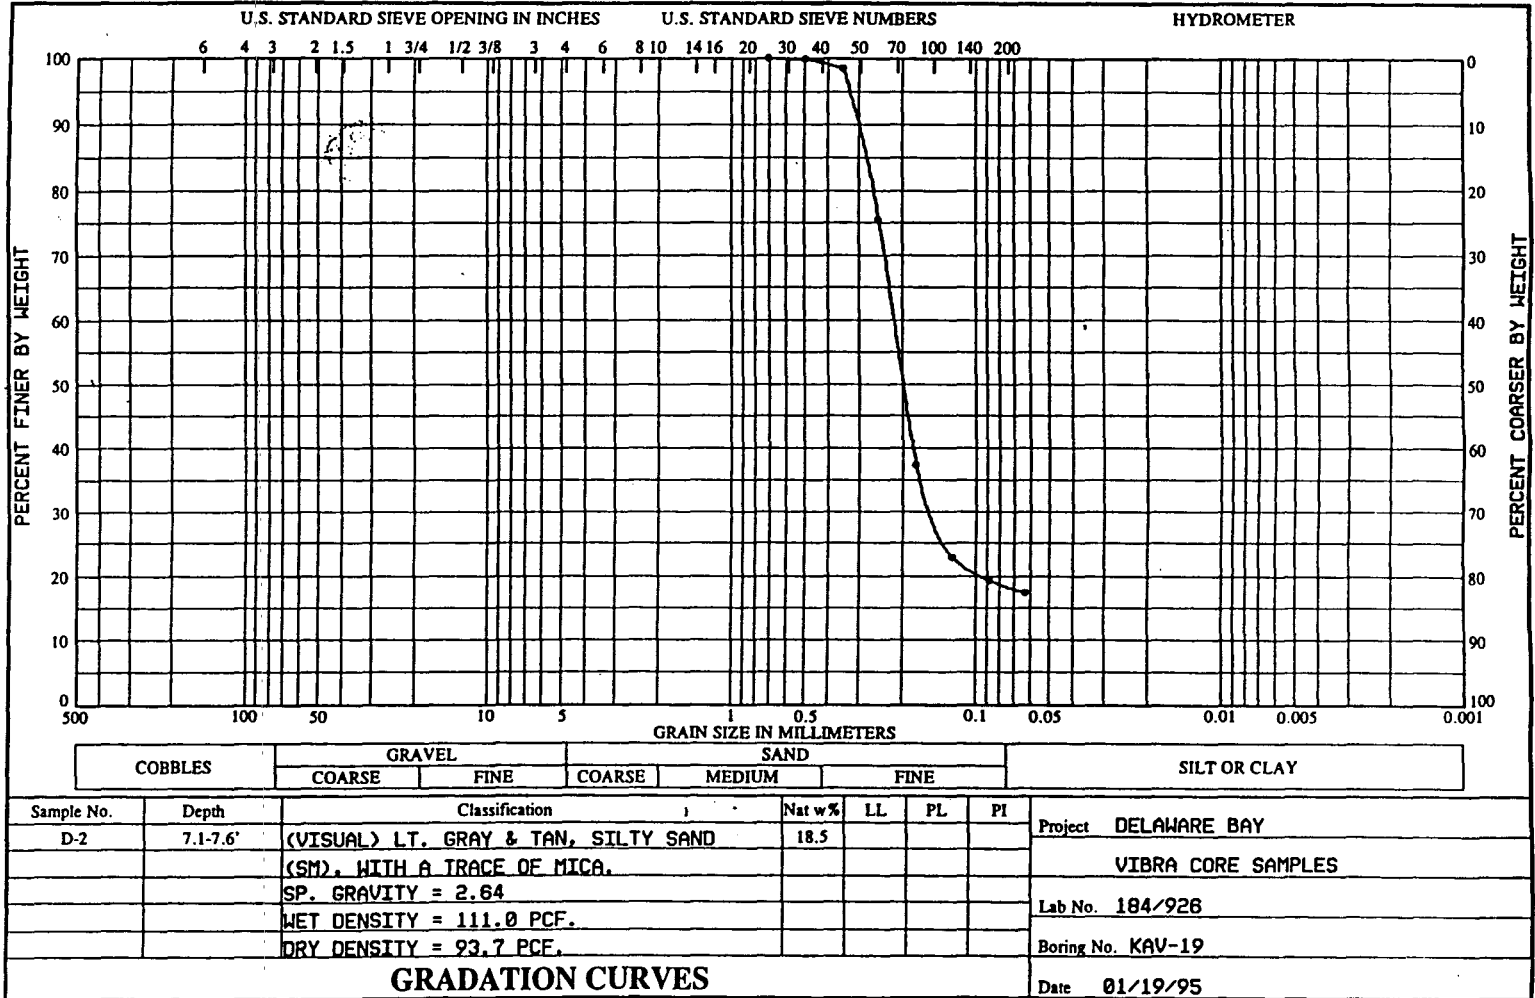 U.S. STANDARD SIEVE OPENING IN INCHES U.S. STANDARD SIEVE NUMBERS HYDROMETER
6 4 3 2 1.5 1 3/4 1/2 3/8 3 4 6 8 10 14 16 20 30 40 50 70 100 140 200
100 0
90 10
80 20
70 30
60 40
50 50
40 60
30 70
20 80
10 90
0 100
PERCENT FINER BY WEIGHT
PERCENT COARSER BY WEIGHT
500 100 50 10 5 1 0.5 0.1 0.05 0.01 0.005 0.001
GRAIN SIZE IN MILLIMETERS
COBBLES GRAVEL SAND SILT OR CLAY
COARSE FINE COARSE MEDIUM FINE
Sample No. Depth Classification Nat w% LL PL PI
D-2 7.1-7.6' (VISUAL) LT. GRAY & TAN, SILTY SAND 18.5
(SM). WITH A TRACE OF MICA.
SP. GRAVITY = 2.64
WET DENSITY = 111.0 PCF.
DRY DENSITY = 93.7 PCF.
GRADATION CURVES
Project DELAWARE BAY
VIBRA CORE SAMPLES
Lab No. 184/926
Boring No. KAV-19
Date 01/19/95